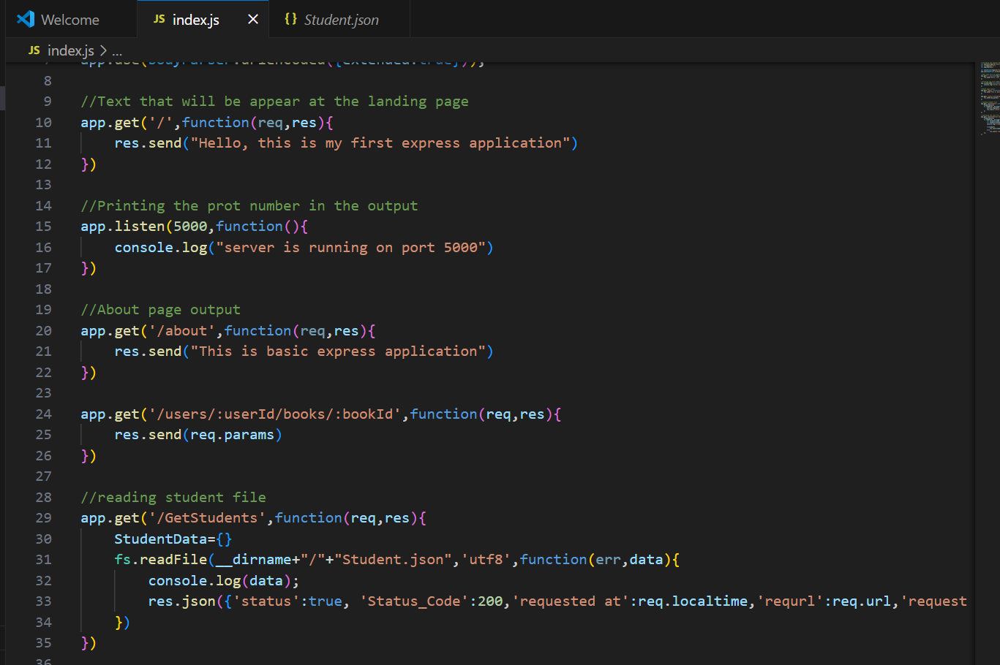 Welcome
JS index.js
{} Student.json
JS index.js > ...
app.use(bodyParser.urlencoded({extended:true}));
8
9 //Text that will be appear at the landing page
10 app.get('/',function(req,res){
11 res.send("Hello, this is my first express application")
12 })
13
14 //Printing the prot number in the output
15 app.listen(5000,function(){
16 console.log("server is running on port 5000")
17 })
18
19 //About page output
20 app.get('/about',function(req,res){
21 res.send("This is basic express application")
22 })
23
24 app.get('/users/:userId/books/:bookId',function(req,res){
25 res.send(req.params)
26 })
27
28 //reading student file
29 app.get('/GetStudents',function(req,res){
30 StudentData={}
31 fs.readFile(__dirname+"/"+"Student.json",'utf8',function(err,data){
32 console.log(data);
33 res.json({'status':true, 'Status_Code':200,'requested at':req.localtime,'requrl':req.url,'request
34 })
35 })
36